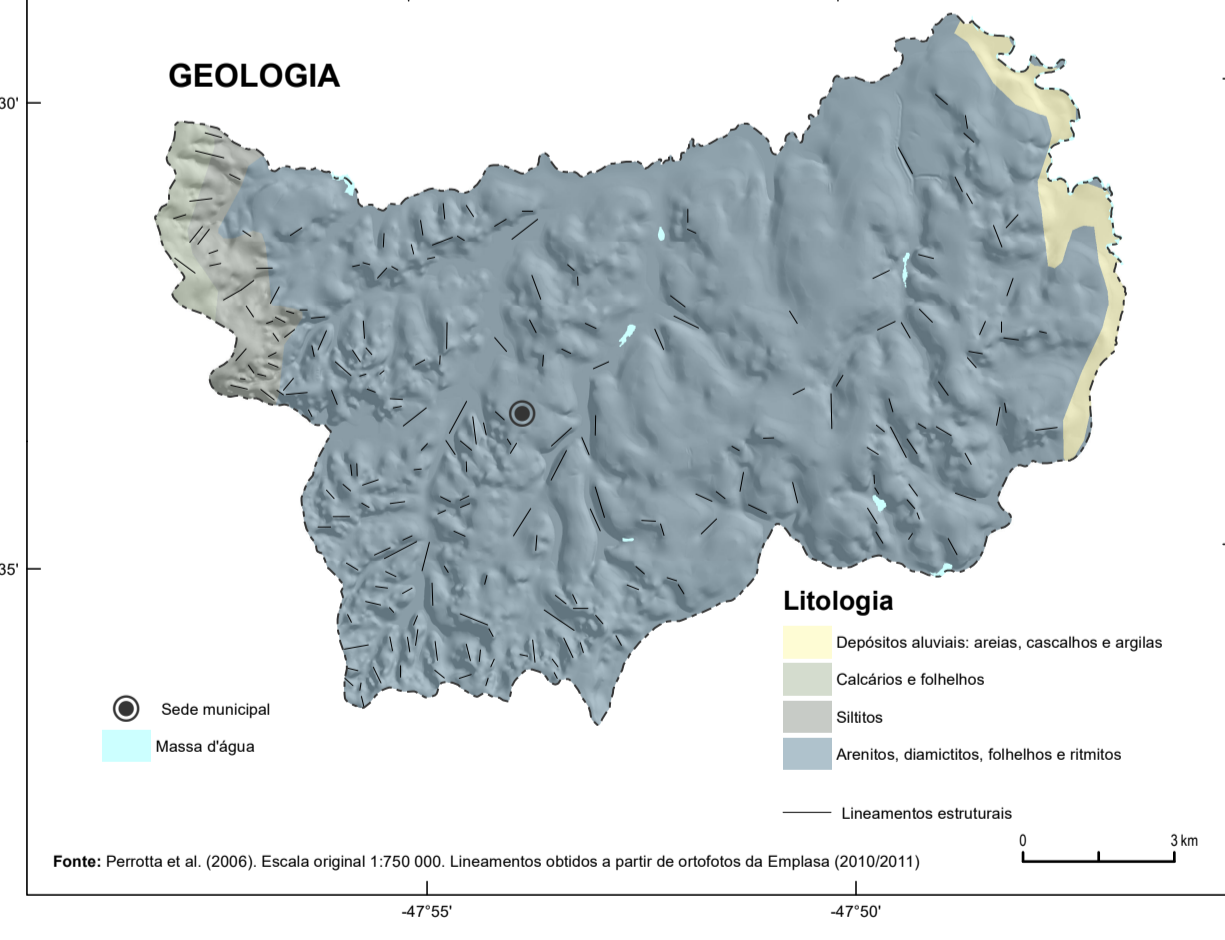 GEOLOGIA
30'
35'
Litologia
Depósitos aluviais: areias, cascalhos e argilas
Calcários e folhelhos
Siltitos
Arenitos, diamictitos, folhelhos e ritmitos
Lineamentos estruturais
Sede municipal
Massa d'água
0 3 km
Fonte: Perrotta et al. (2006). Escala original 1:750 000. Lineamentos obtidos a partir de ortofotos da Emplasa (2010/2011)
-47°55' -47°50'